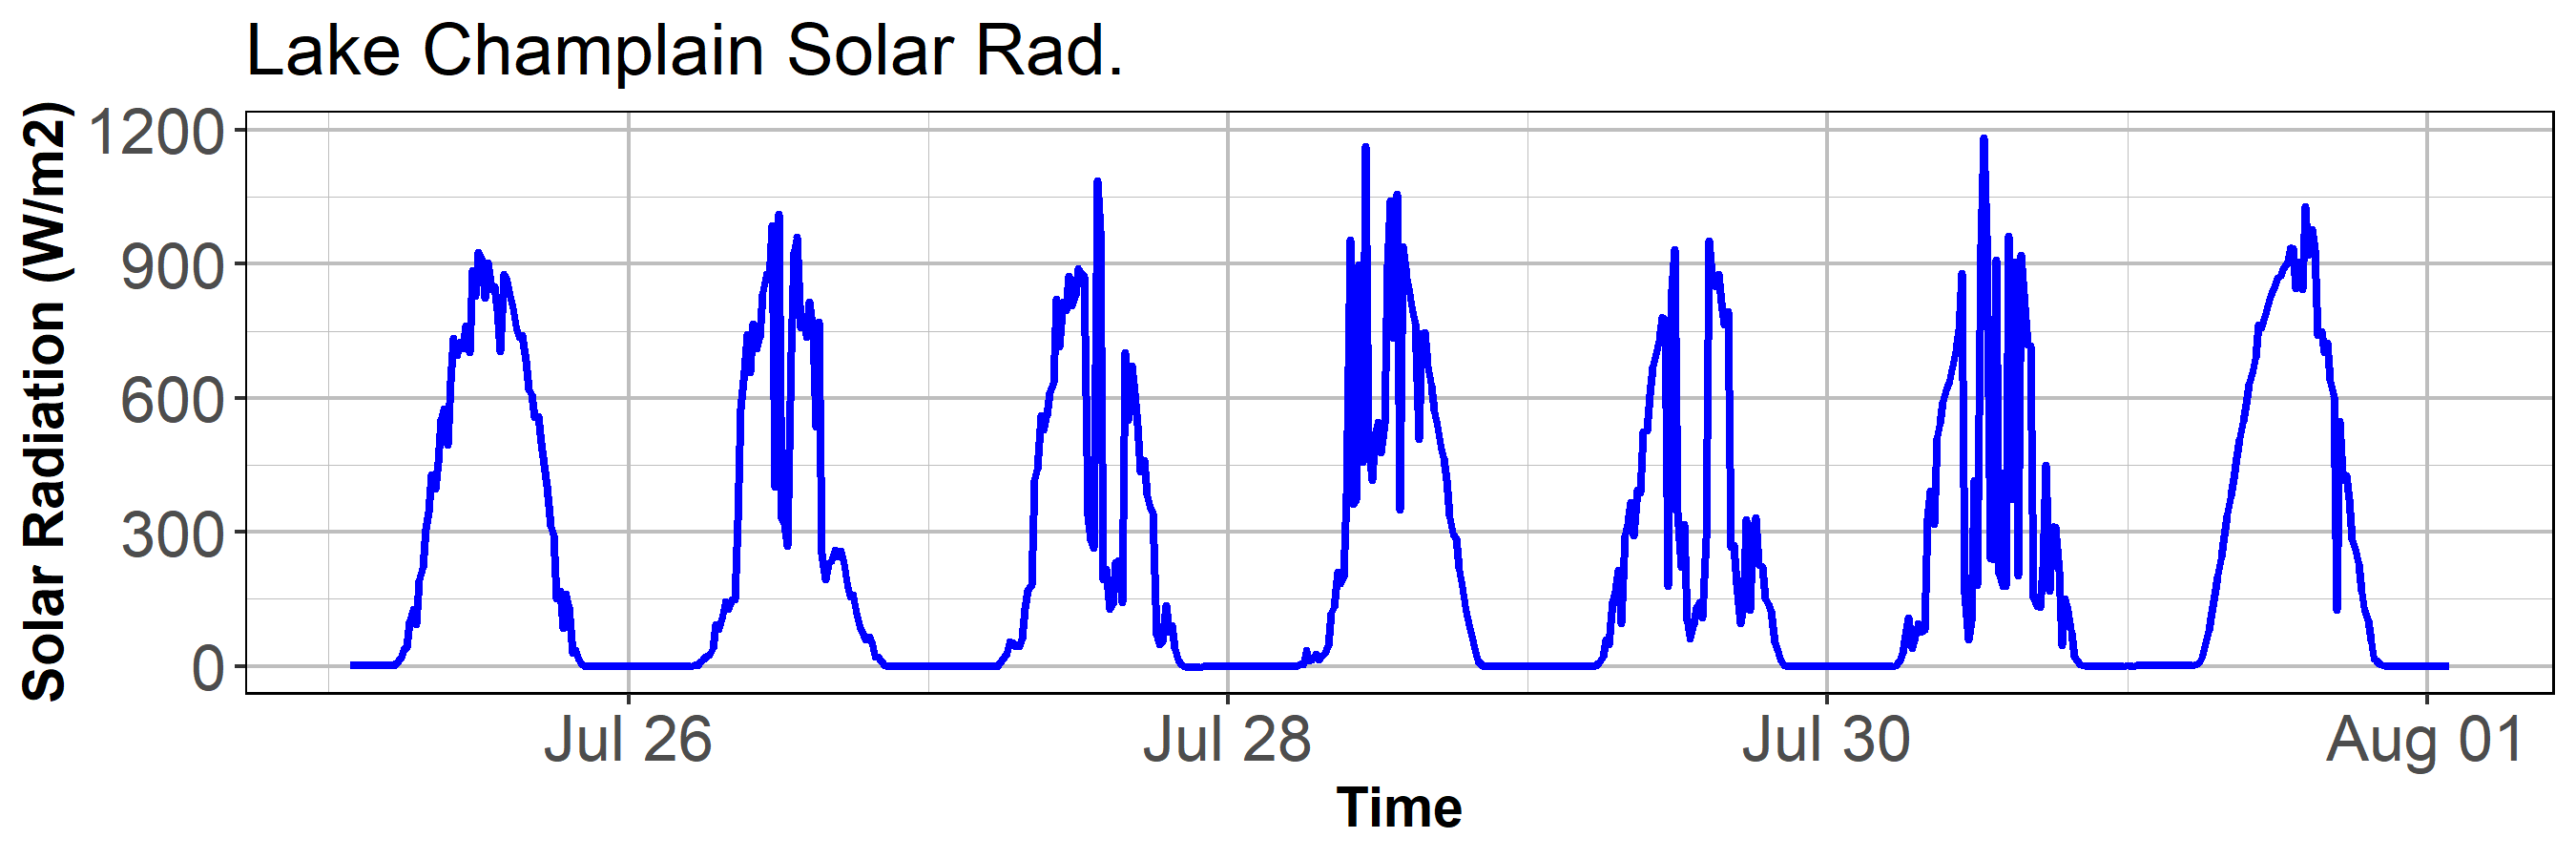 Lake Champlain Solar Rad.
Solar Radiation (W/m2)
1200
900
600
300
0
Jul 26 Jul 28 Jul 30 Aug 01
Time